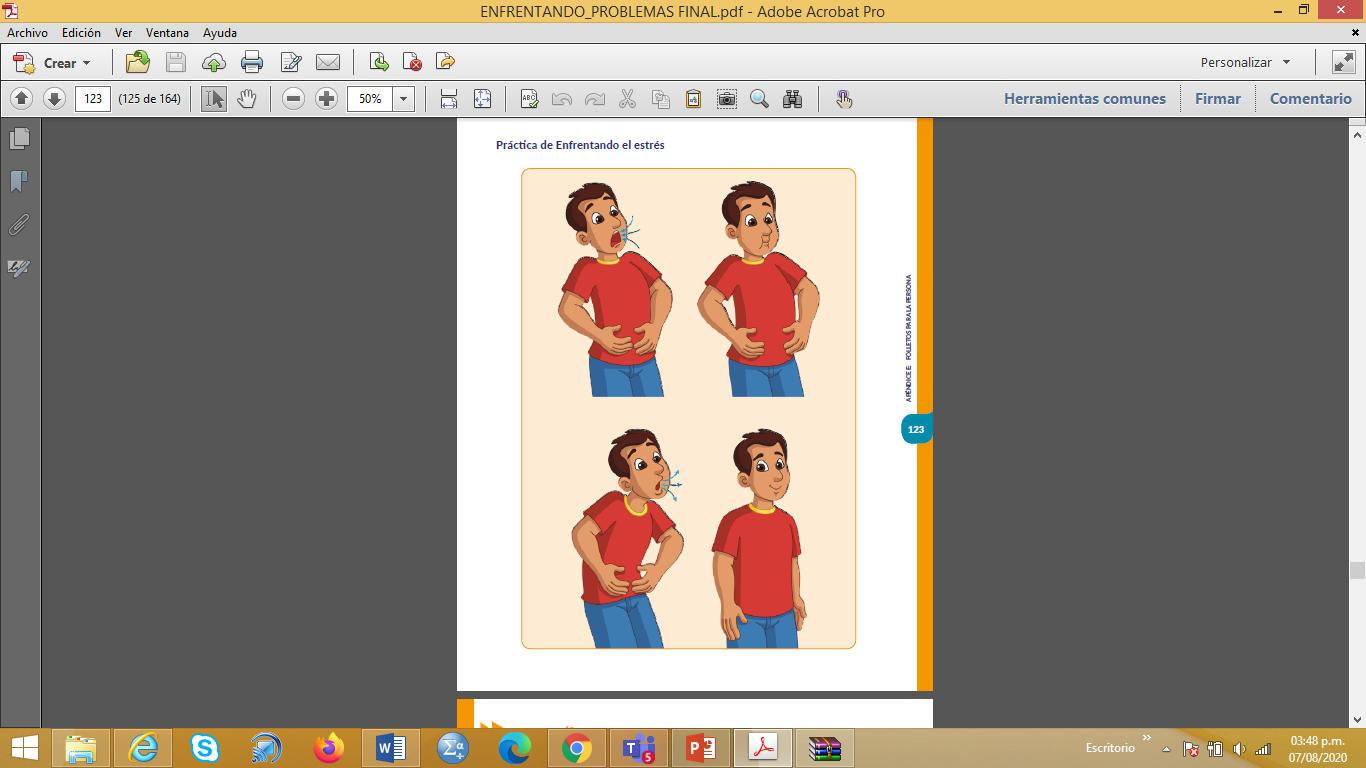 ENFRENTANDO_PROBLEMAS FINAL.pdf - Adobe Acrobat Pro
Archivo Edición Ver Ventana Ayuda
Crear
Personalizar
123 (125 de 164)
50%
Herramientas comunes Firmar Comentario
Práctica de Enfrentando el estrés
APÉNDICE E: FOLLETOS PARA LA PERSONA
123
Escritorio
03:48 p.m.
07/08/2020